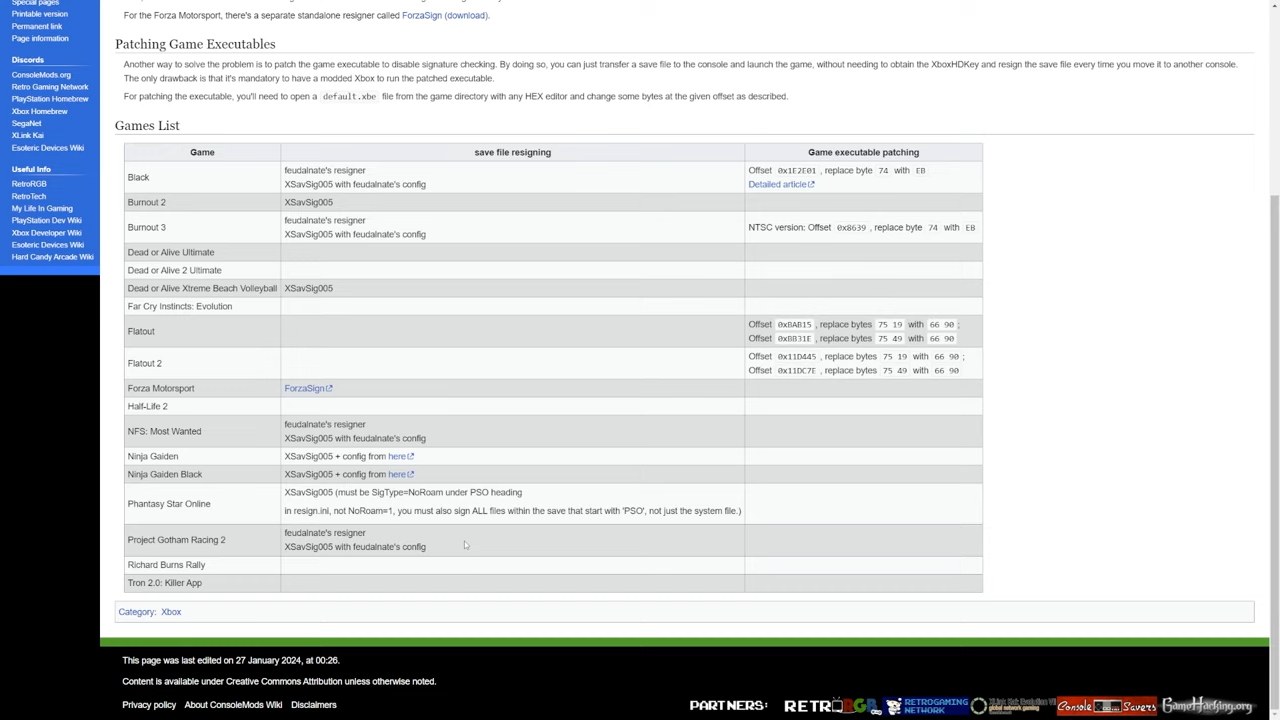 Special pages
Printable version
Permanent link
Page information
Discords
ConsoleMods.org
Retro Gaming Network
PlayStation Homebrew
Xbox Homebrew
SegaNet
XLink Kai
Esoteric Devices Wiki
Useful Info
RetroRGB
RetroTech
My Life In Gaming
PlayStation Dev Wiki
Xbox Developer Wiki
Esoteric Devices Wiki
Hard Candy Arcade Wiki
For the Forza Motorsport, there's a separate standalone resigner called ForzaSign (download).
Patching Game Executables
Another way to solve the problem is to patch the game executable to disable signature checking. By doing so, you can just transfer a save file to the console and launch the game, without needing to obtain the XboxHDKey and resign the save file every time you move it to another console.
The only drawback is that it's mandatory to have a modded Xbox to run the patched executable.
For patching the executable, you'll need to open a default.xbe file from the game directory with any HEX editor and change some bytes at the given offset as described.
Games List
Game save file resigning Game executable patching
Black
feudalnate's resigner
XSavSig005 with feudalnate's config
Offset 0x1E2E01 , replace byte 74 with EB
Detailed article
Burnout 2 XSavSig005
Burnout 3
feudalnate's resigner
XSavSig005 with feudalnate's config
NTSC version: Offset 0x8639 , replace byte 74 with EB
Dead or Alive Ultimate
Dead or Alive 2 Ultimate
Dead or Alive Xtreme Beach Volleyball XSavSig005
Far Cry Instincts: Evolution
Flatout
Offset 0xBAB15 , replace bytes 75 19 with 66 90 ;
Offset 0xBB31E , replace bytes 75 49 with 66 90
Flatout 2
Offset 0x11D445 , replace bytes 75 19 with 66 90 ;
Offset 0x11DC7E , replace bytes 75 49 with 66 90
Forza Motorsport ForzaSign
Half-Life 2
NFS: Most Wanted
feudalnate's resigner
XSavSig005 with feudalnate's config
Ninja Gaiden XSavSig005 + config from here
Ninja Gaiden Black XSavSig005 + config from here
Phantasy Star Online
XSavSig005 (must be SigType=NoRoam under PSO heading
in resign.ini, not NoRoam=1, you must also sign ALL files within the save that start with 'PSO', not just the system file.)
Project Gotham Racing 2
feudalnate's resigner
XSavSig005 with feudalnate's config
Richard Burns Rally
Tron 2.0: Killer App
Category: Xbox
This page was last edited on 27 January 2024, at 00:26.
Content is available under Creative Commons Attribution unless otherwise noted.
Privacy policy About ConsoleMods Wiki Disclaimers
PARTNERS: RETRORGB RETROGAMING NETWORK Console Savers GameHacking.org